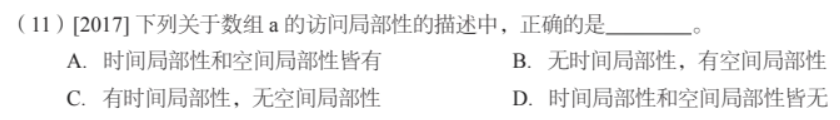 （11）[2017] 下列关于数组 a 的访问局部性的描述中，正确的是________。
A. 时间局部性和空间局部性皆有 B. 无时间局部性，有空间局部性
C. 有时间局部性，无空间局部性 D. 时间局部性和空间局部性皆无